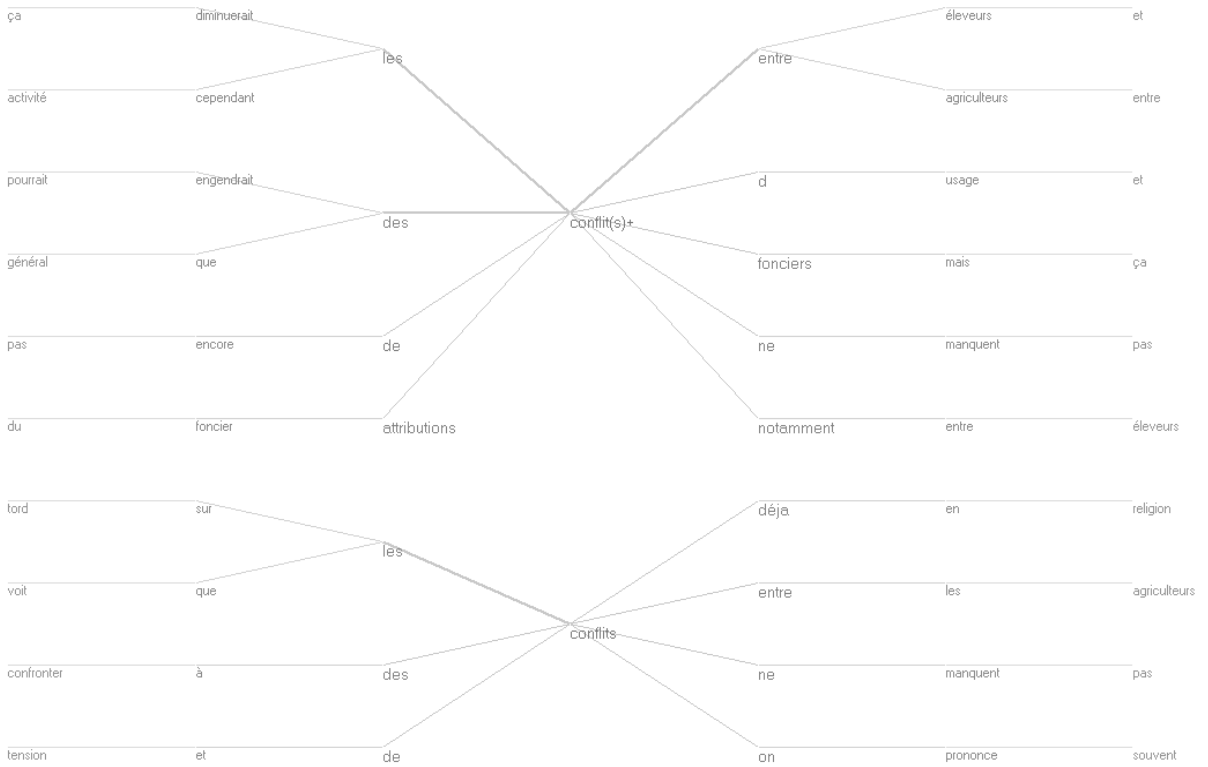 ça diminuerait éleveurs et
les entre
activité cependant agriculteurs entre
pourrait engendrait d usage et
des conflit(s)+
général que fonciers mais ça
pas encore de ne manquent pas
du foncier attributions notamment entre éleveurs
tord sur déja en religion
les
voit que entre les agriculteurs
conflits
confronter à des ne manquent pas
tension et de on prononce souvent